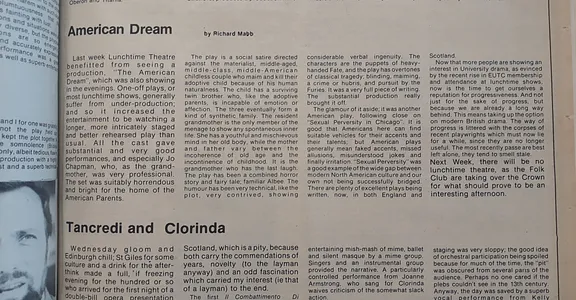 American Dream
by Richard Mabb
Last week Lunchtime Theatre
benefitted from seeing a
production, "The American
Dream", which was also showing
in the evenings. One-off plays, or
most lunchtime shows, generally
suffer from under-production;
and so it increased the
entertainment to be watching a
longer, more intricately staged
and better rehearsed play than
usual. All the cast gave
substantial and very good
performances, and especially Jo
Chapman, who, as the grand-
mother, was very professional.
The set was suitably horrendous
and bright for the home of the
American Parents.
The play is a social satire directed
against the materialist, middle-aged,
middle-class, middle-American
childless couple who maim and kill their
adoptive child because of his human
naturalness. The child has a surviving
twin brother who, like the adoptive
parents, is incapable of emotion or
affection. The three eventually form a
kind of synthetic family. The resident
grandmother is the only member of the
menage to show any spontaneous inner
life. She has a youthful and mischievous
mind in her old body, while the mother
and father vary between the
incoherence of old age and the
incontinence of childhood. It is the
grandmother who has the last laugh.
The play has been a combined horror
story and fairy tale; familiar Albee. The
humour has been very technical, like the
plot, very contrived, showing
considerable verbal ingenuity. The
characters are the puppets of heavy-
handed Fate, and the play has overtones
of classical tragedy: blinding, maiming,
a crime or hubris, and pursuit by the
Furies. It was a very full piece of writing.
The substantial production really
brought it off.
The glamour of it aside; it was another
American play, following close on
"Sexual Perversity in Chicago". It is
good that Americans here can find
suitable vehicles for their accents and
their talents; but American plays
generally mean faked accents, missed
allusions, misunderstood jokes and
finally irritation. "Sexual Perversity" was
a good example of the wide gap between
modern North American culture and our
own not being successfully bridged.
There are plenty of excellent plays being
written, now, in both England and
Scotland.
Now that more people are showing an
interest in University drama, as evinced
by the recent rise in EUTC membership
and attendance at lunchtime shows,
now is the time to get ourselves a
reputation for progressiveness. And not
just for the sake of progress, but
because we are already a long way
behind. This means taking up the option
on modern British drama. The way of
progress is littered with the corpses of
recent playwrights which must now lie
for a while, since they are no longer
useful. The most recently passe are best
left alone, they tend to smell stale.
Next Week, there will be no
lunchtime theatre, as the Folk
Club are taking over the Crown
for what should prove to be an
interesting afternoon.
Tancredi and Clorinda
Wednesday gloom and
Edinburgh chill; St Giles for some
culture and a drink for the after-
think made a full, if freezing
evening for the hundred or so
who arrived for the first night of a
double-bill opera presentation
Scotland, which is a pity, because
both carry the commendations of
years, novelty (to the layman
anyway) and an odd fascination
which carried my interest (ie that
of a layman) to the end.
The first Il Combattimento Di
entertaining mish-mash of mime, ballet
and silent masque by a mime group.
Singers and an instrumental group
provided the narrative. A particularly
controlled performance from Joanne
Armstrong, who sang for Clorinda
waives criticism of the somewhat slack
action.
staging was very sloppy; the good idea
of orchestral participation being spoiled
because for much of the time, the "pit"
was obscured from several parts of the
audience. Perhaps no one cared if the
plebs couldn't see in the 13th century.
Anyway, the day was saved by a superb
vocal performance from Kelly